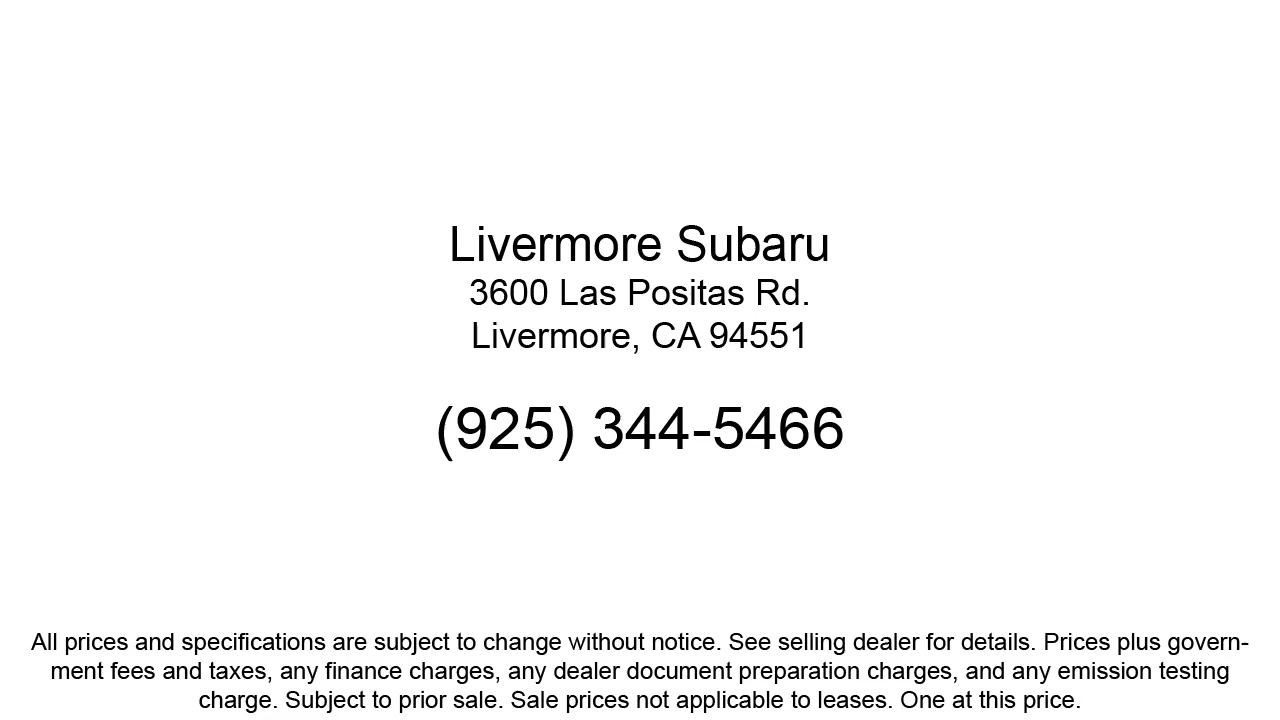 Livermore Subaru
3600 Las Positas Rd.
Livermore, CA 94551
(925) 344-5466
All prices and specifications are subject to change without notice. See selling dealer for details. Prices plus govern-
ment fees and taxes, any finance charges, any dealer document preparation charges, and any emission testing
charge. Subject to prior sale. Sale prices not applicable to leases. One at this price.